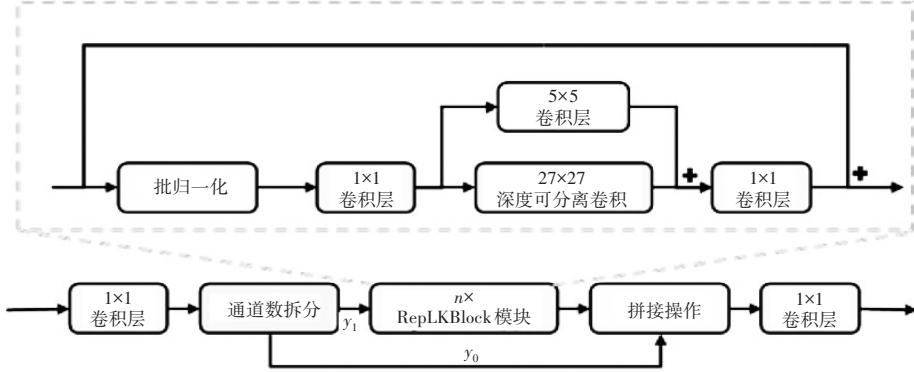 5×5
卷积层
批归一化
1×1
卷积层
27×27
深度可分离卷积
+
1×1
卷积层
+
1×1
卷积层
通道数拆分
y₁
n×
RepLKBlock模块
拼接操作
1×1
卷积层
y₀